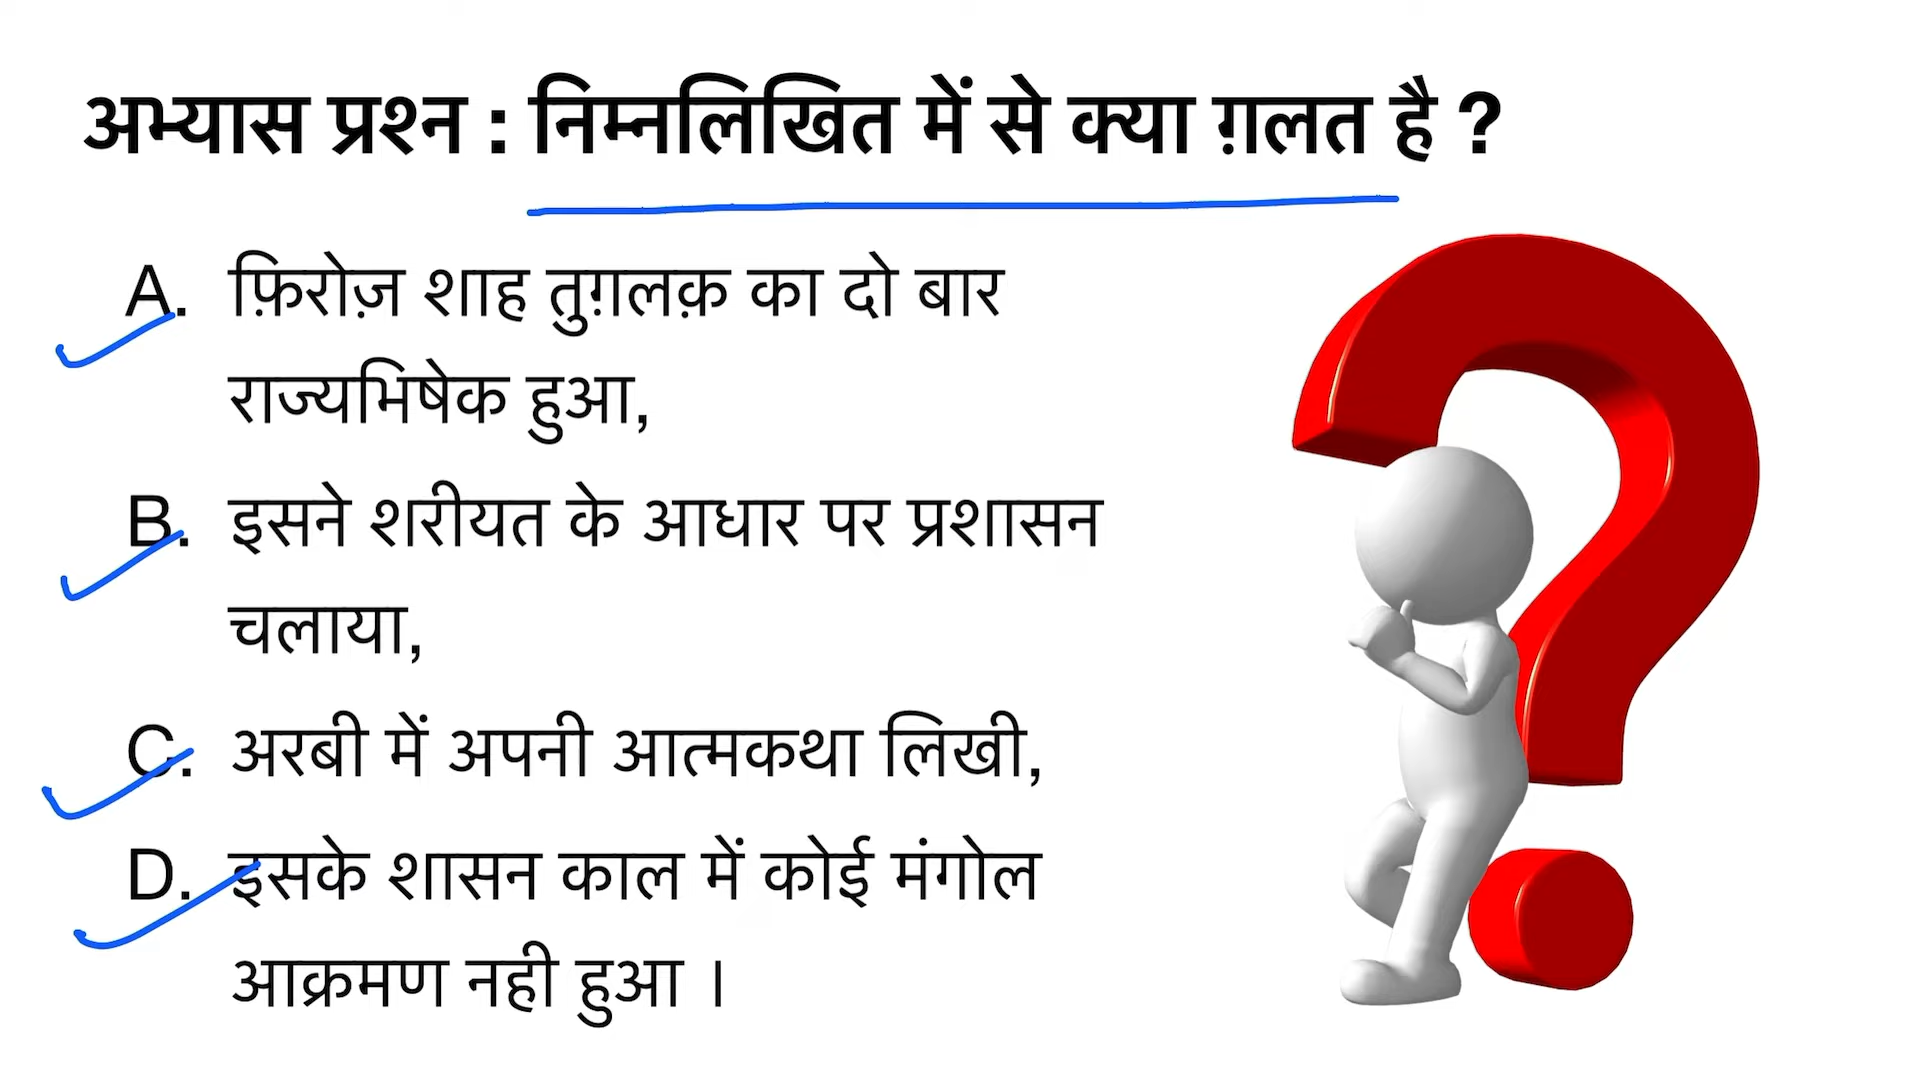 अभ्यास प्रश्न : निम्नलिखित में से क्या ग़लत है ?
A. फ़िरोज़ शाह तुग़लक़ का दो बार
राज्यभिषेक हुआ,
B. इसने शरीयत के आधार पर प्रशासन
चलाया,
C. अरबी में अपनी आत्मकथा लिखी,
D. इसके शासन काल में कोई मंगोल
आक्रमण नही हुआ ।